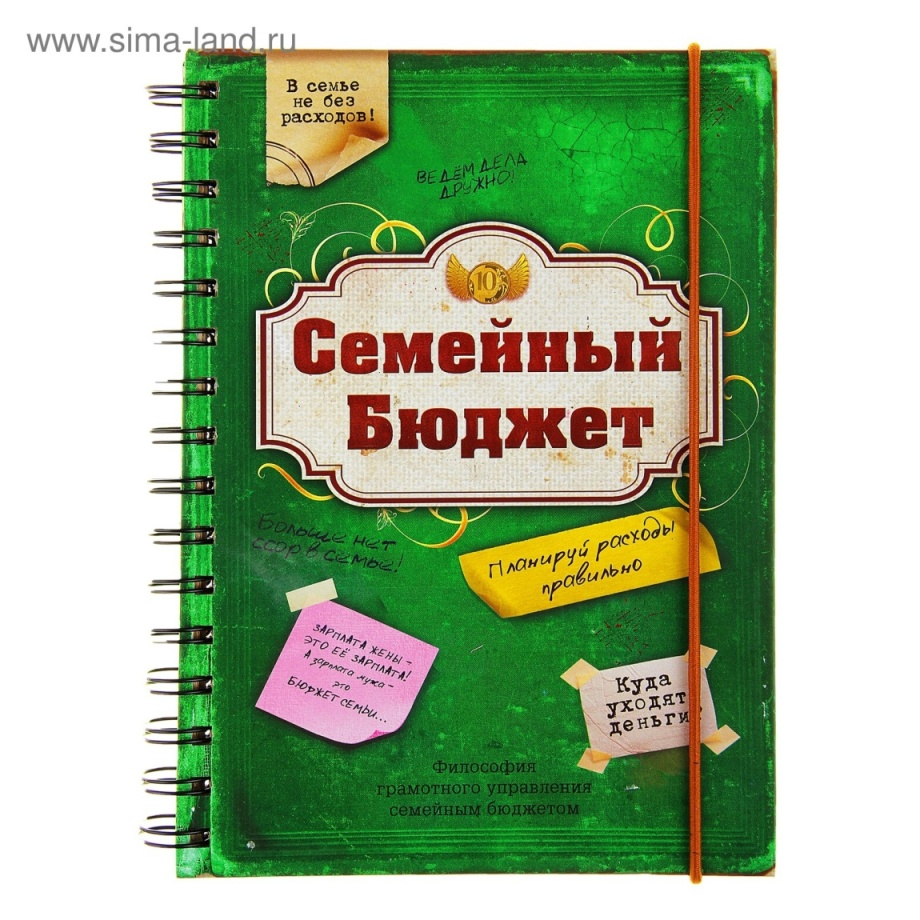 www.sima-land.ru
В семье
не без
расходов!
ВЕДЁМ ДЕЛА
ДРУЖНО!
10
Семейный
Бюджет
Больше нет
ссор в семье!
Планируй расходы
правильно
ЗАРПЛАТА ЖЕНЫ -
ЭТО ЕЁ ЗАРПЛАТА!
А зарплата мужа -
это
БЮДЖЕТ СЕМЬИ...
Куда
уходят
деньги
Философия
грамотного управления
семейным бюджетом